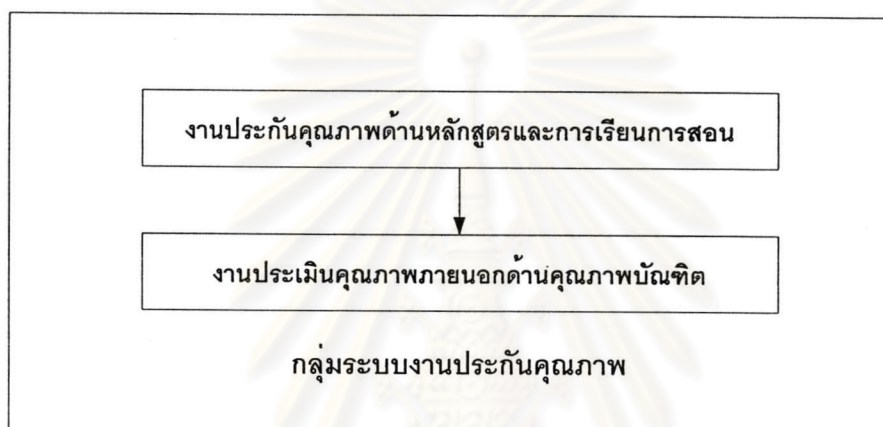 งานประกันคุณภาพด้านหลักสูตรและการเรียนการสอน
งานประเมินคุณภาพภายนอกด้านคุณภาพบัณฑิต
กลุ่มระบบงานประกันคุณภาพ